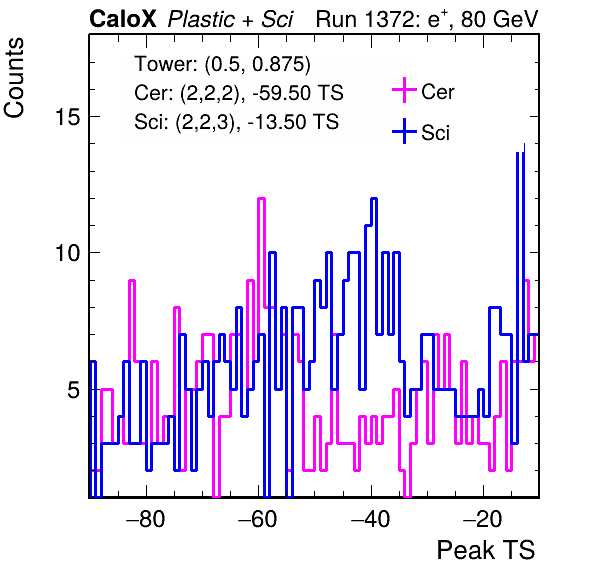 CaloX Plastic + Sci Run 1372: e+, 80 GeV
Counts
Tower: (0.5, 0.875)
Cer: (2,2,2), -59.50 TS
Sci: (2,2,3), -13.50 TS
Cer
Sci
15
10
5
−80 −60 −40 −20
Peak TS